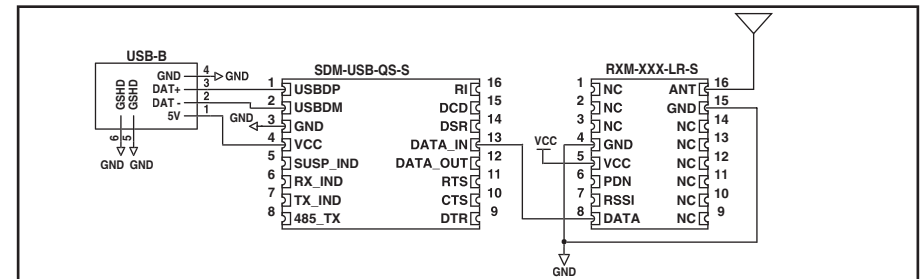 USB-B
GND 4 GND
DAT+ 3
DAT - 2
5V 1
GSHD GSHD
6 5
GND GND
SDM-USB-QS-S
1 USBDP RI 16
2 USBDM DCD 15
GND 3 GND DSR 14
4 VCC DATA_IN 13
5 SUSP_IND DATA_OUT 12
6 RX_IND RTS 11
7 TX_IND CTS 10
8 485_TX DTR 9
RXM-XXX-LR-S
1 NC ANT 16
2 NC GND 15
3 NC NC 14
4 GND NC 13
VCC 5 VCC NC 12
6 PDN NC 11
7 RSSI NC 10
8 DATA NC 9
GND